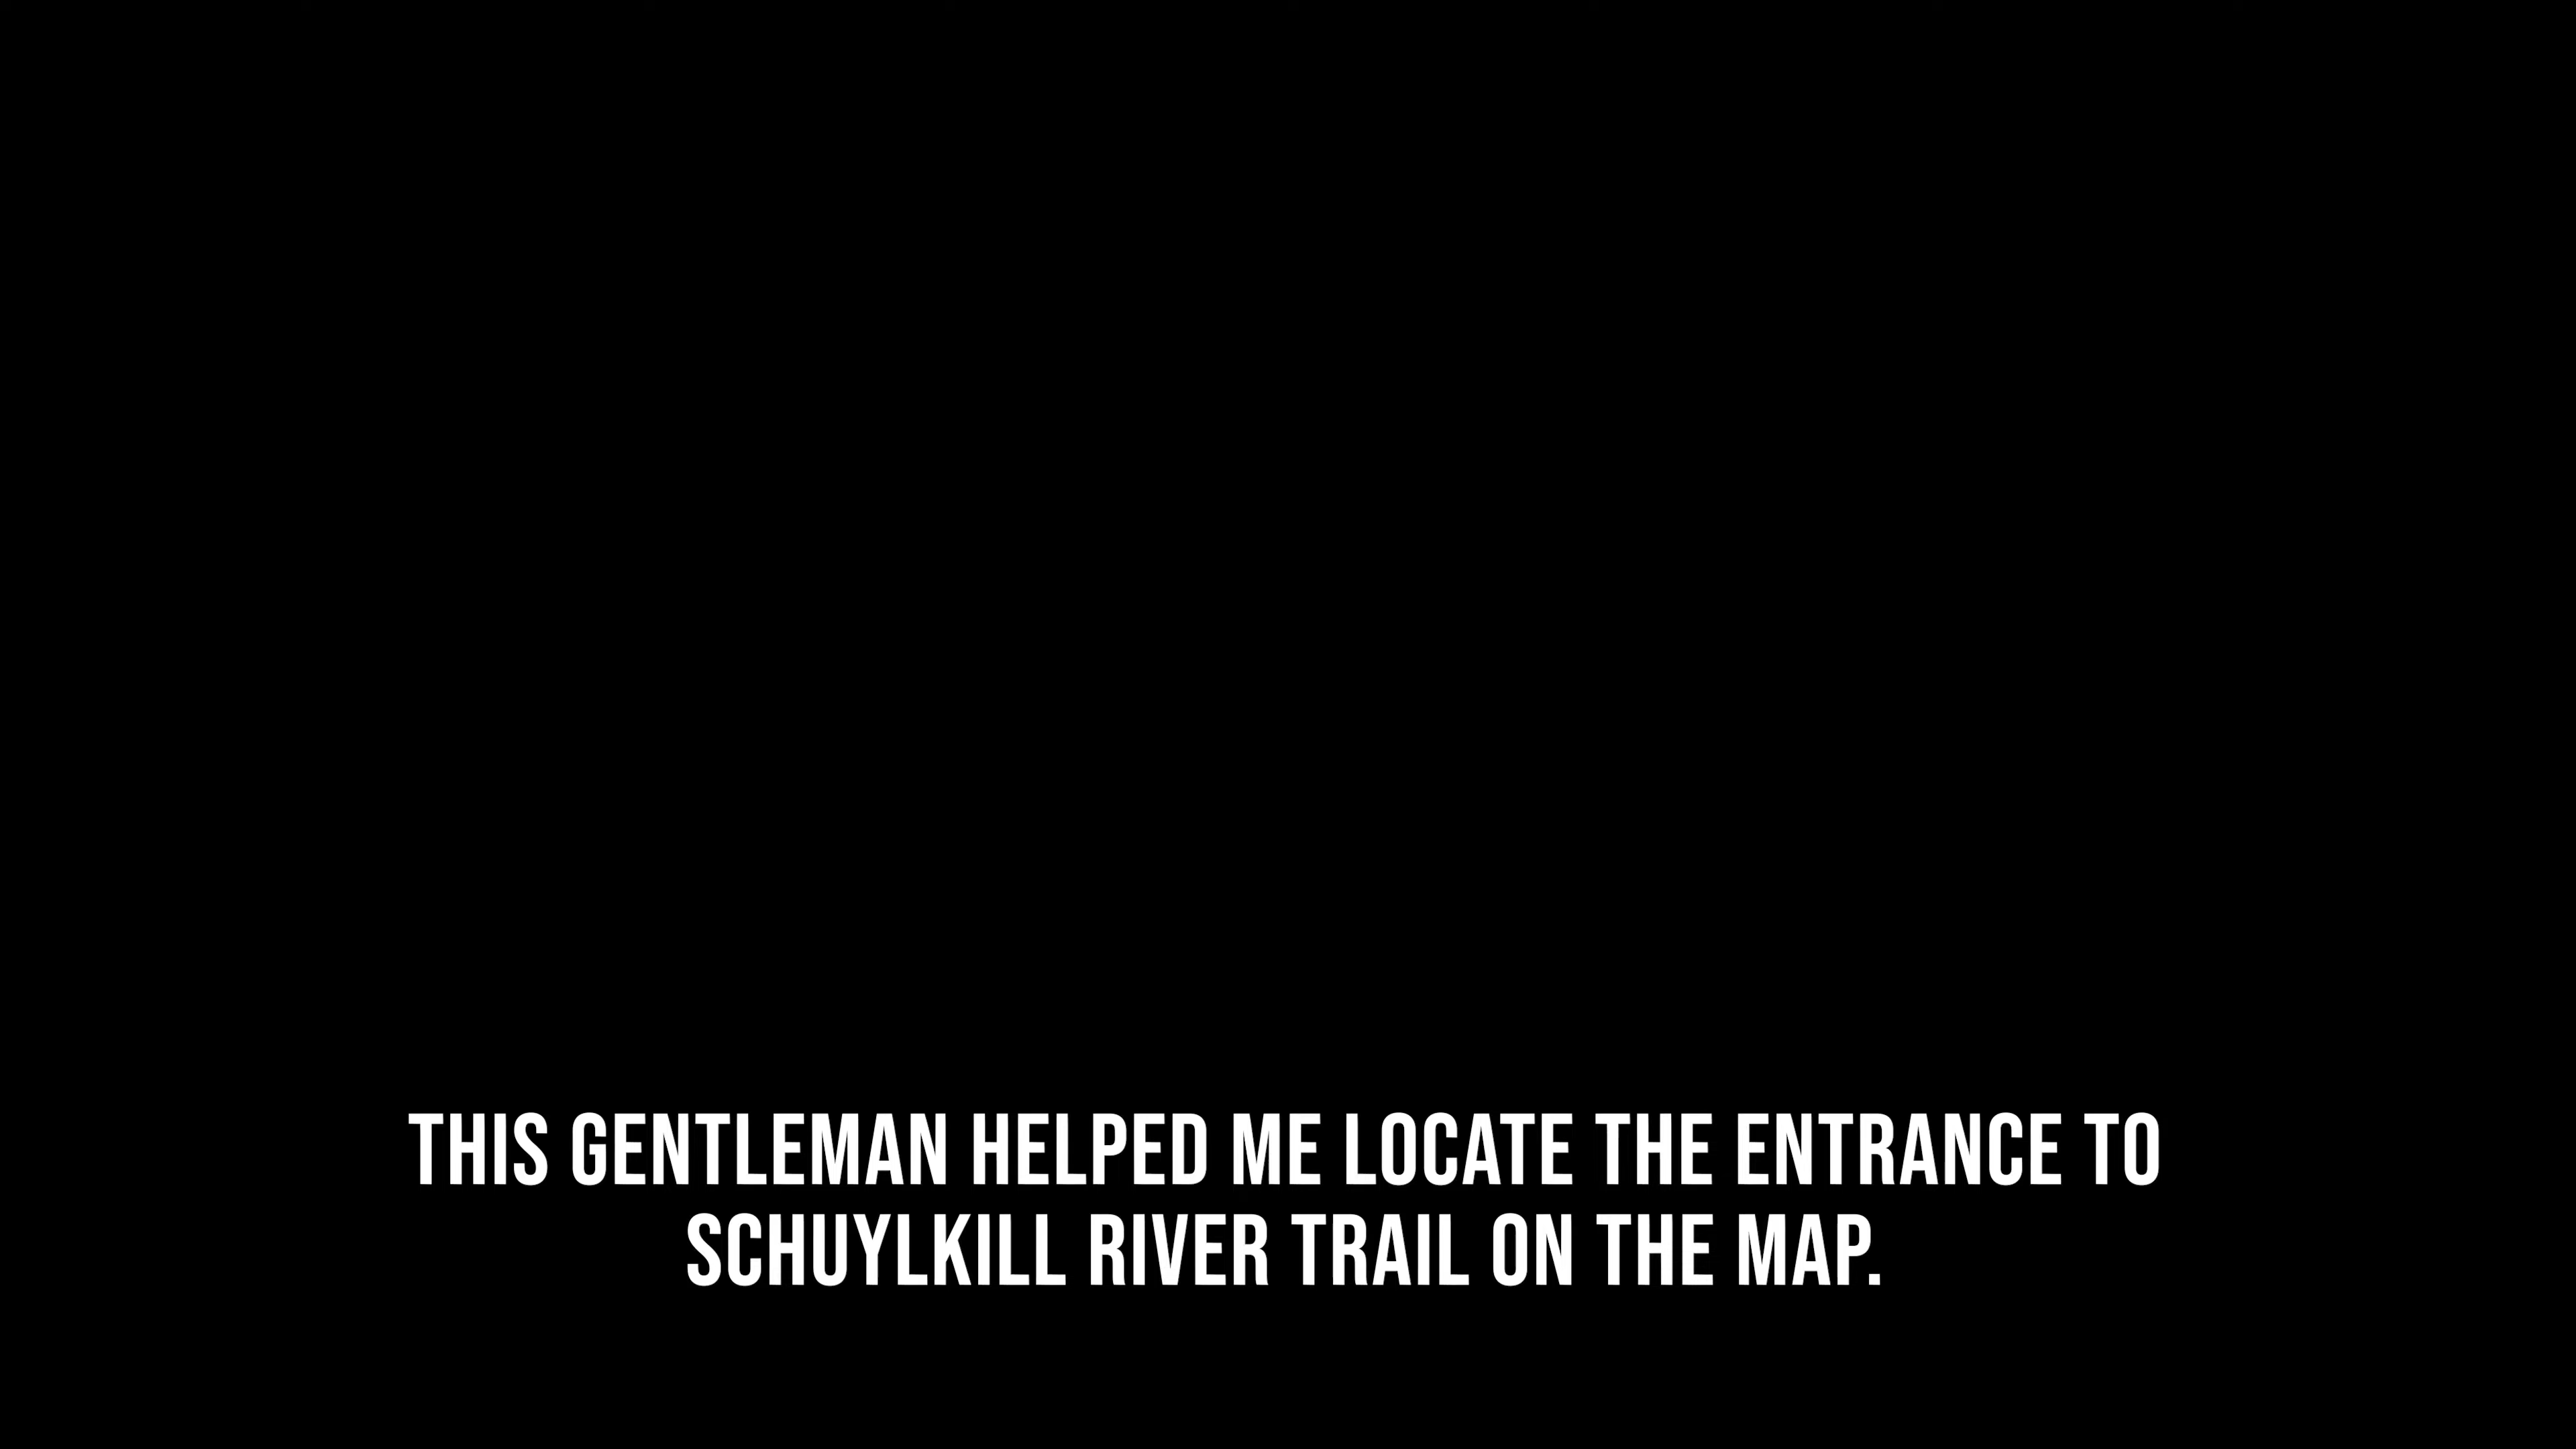 THIS GENTLEMAN HELPED ME LOCATE THE ENTRANCE TO
SCHUYLKILL RIVER TRAIL ON THE MAP.